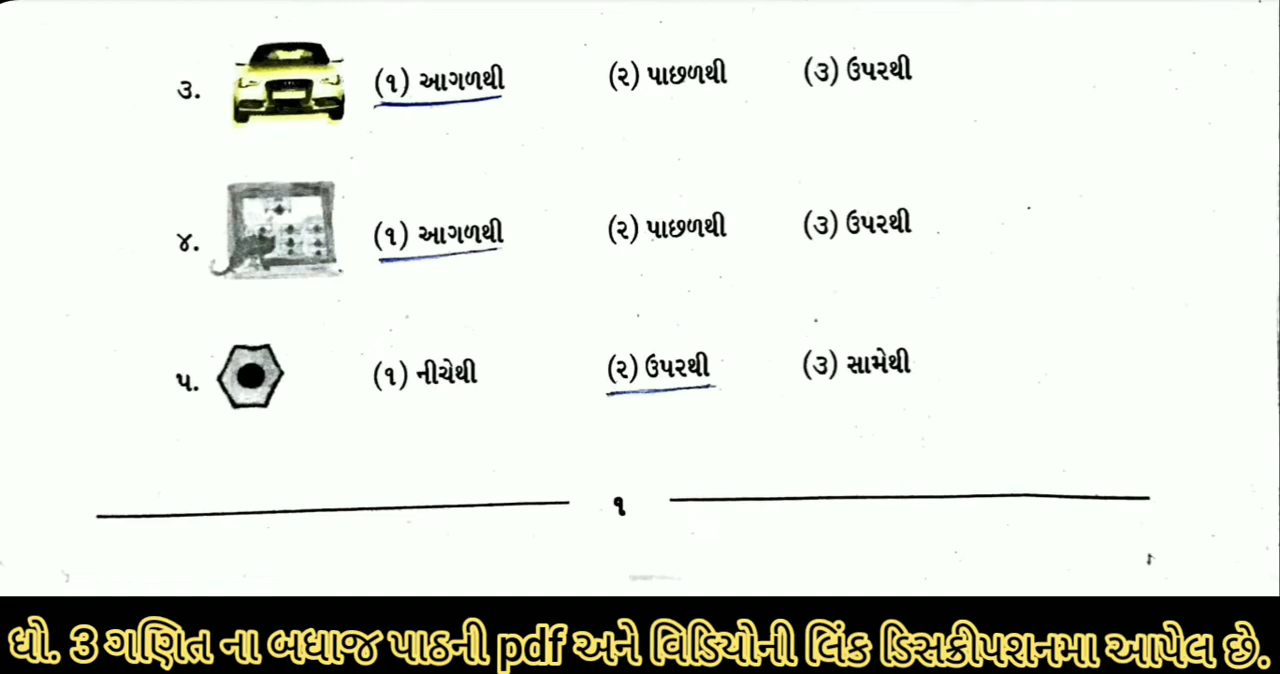 ૩. (૧) આગળથી (૨) પાછળથી (૩) ઉપરથી
૪. (૧) આગળથી (૨) પાછળથી (૩) ઉપરથી
૫. (૧) નીચેથી (૨) ઉપરથી (૩) સામેથી
૧
ધો. 3 ગણિત ના બધાજ પાઠની pdf અને વિડિયોની લિંક ડિસક્રીપશનમા આપેલ છે.